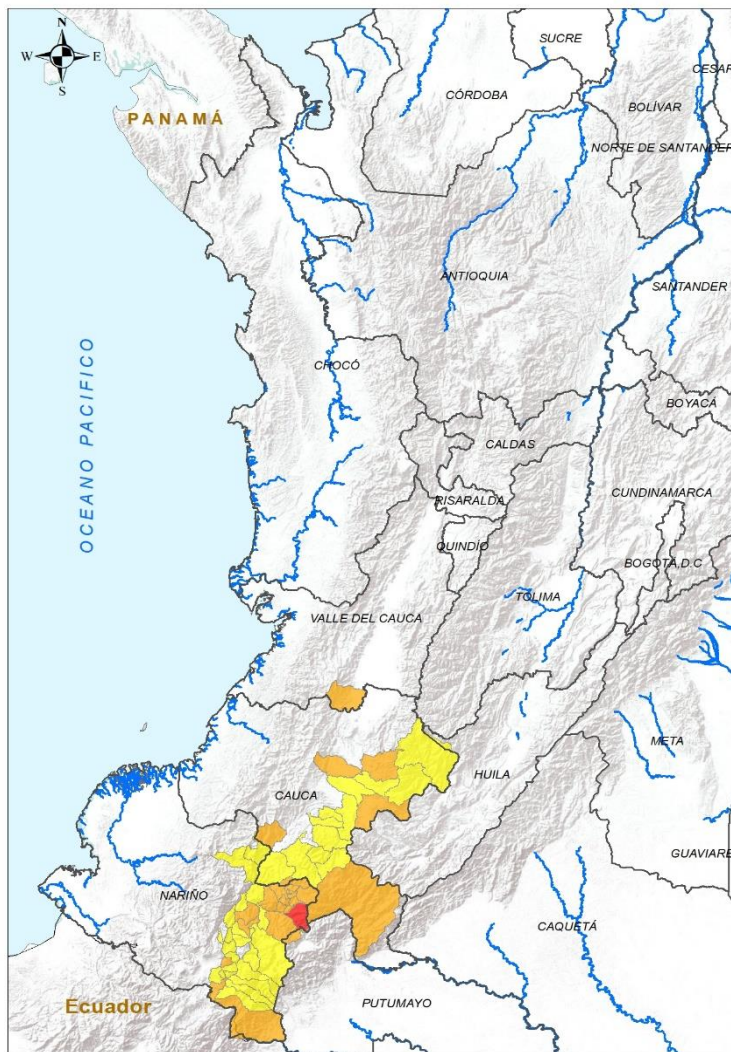 N
W E
S
SUCRE
CESAR
CÓRDOBA
BOLÍVAR
PANAMÁ
NORTE DE SANTANDER
ANTIOQUIA
SANTANDER
OCEANO PACIFICO
CHOCÓ
BOYACÁ
CALDAS
CUNDINAMARCA
RISARALDA
QUINDÍO
BOGOTÁ,D.C
TOLIMA
VALLE DEL CAUCA
META
HUILA
CAUCA
GUAVIARE
NARIÑO
CAQUETÁ
PUTUMAYO
Ecuador